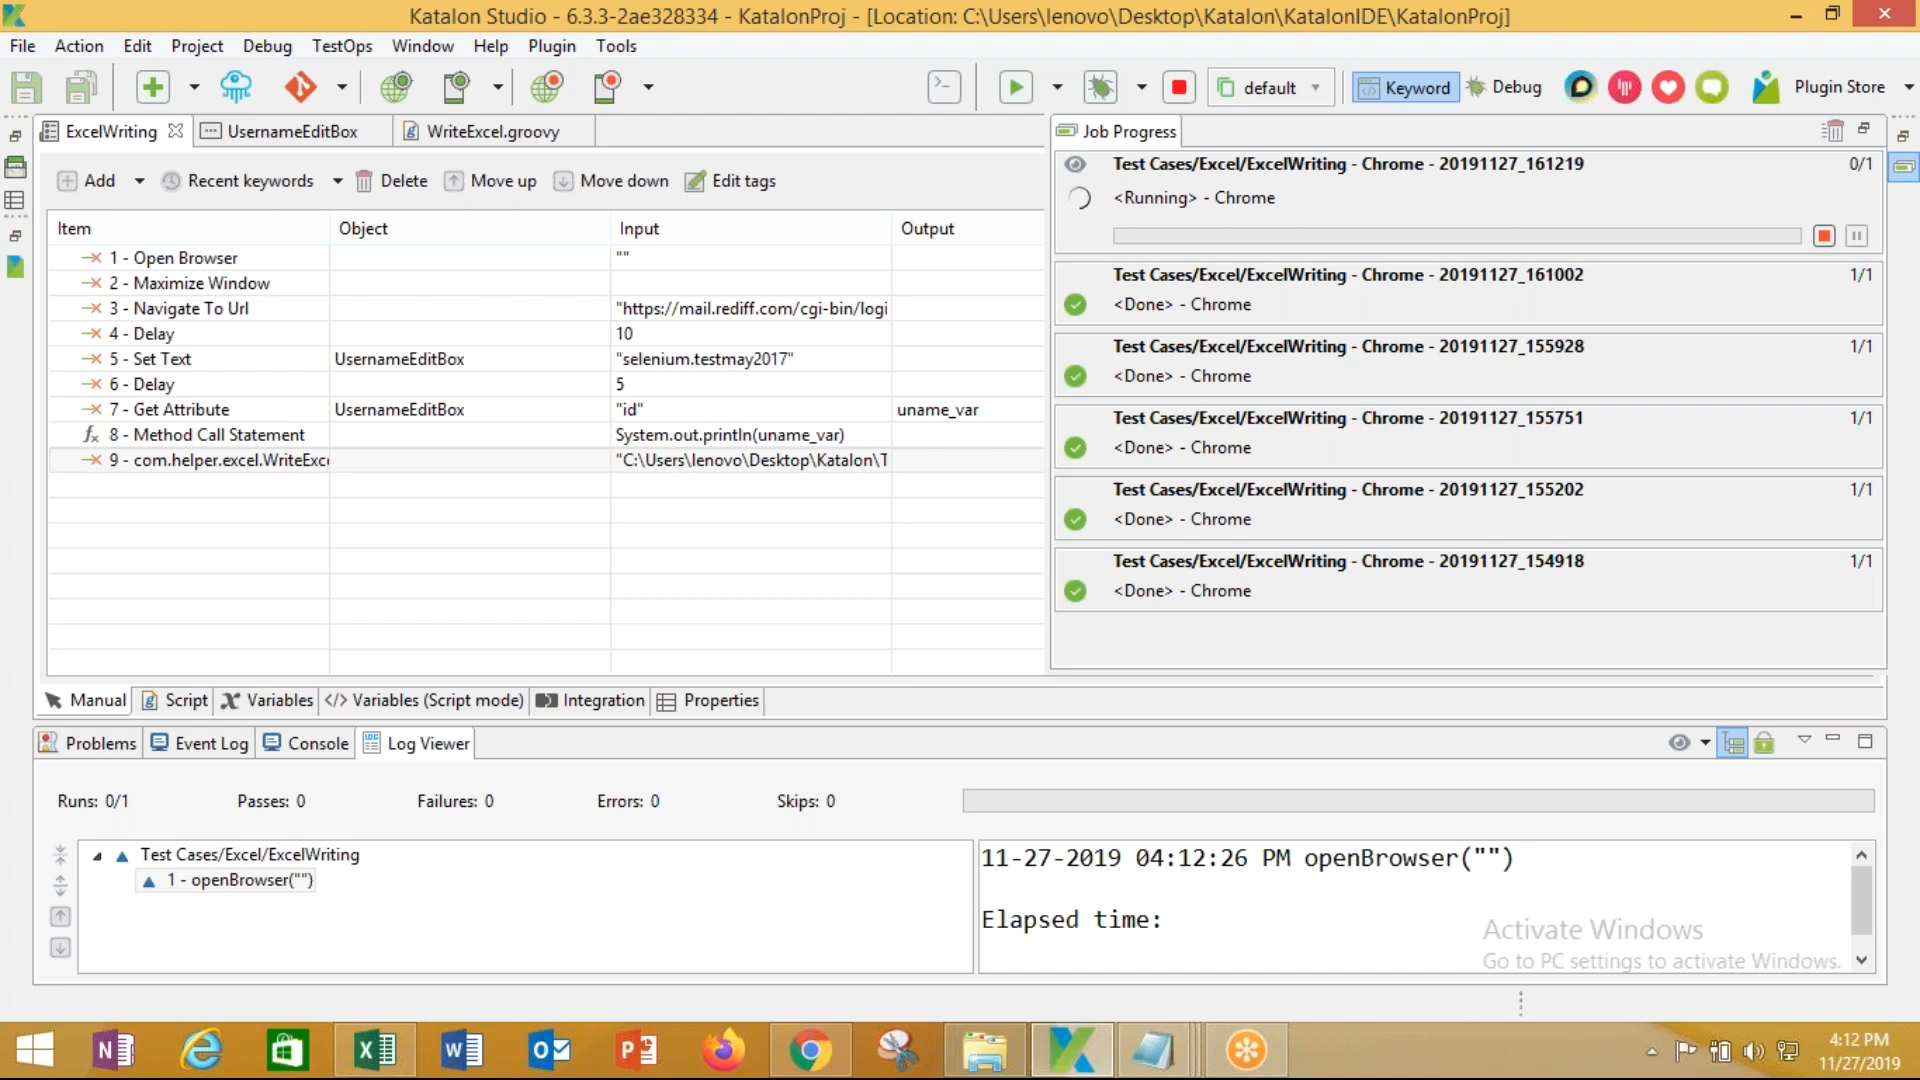 Katalon Studio - 6.3.3-2ae328334 - KatalonProj - [Location: C:\Users\lenovo\Desktop\Katalon\KatalonIDE\KatalonProj]
File Action Edit Project Debug TestOps Window Help Plugin Tools
default Keyword Debug Plugin Store
ExcelWriting UsernameEditBox WriteExcel.groovy
Add Recent keywords Delete Move up Move down Edit tags
Item Object Input Output
1 - Open Browser ""
2 - Maximize Window
3 - Navigate To Url "https://mail.rediff.com/cgi-bin/logi
4 - Delay 10
5 - Set Text UsernameEditBox "selenium.testmay2017"
6 - Delay 5
7 - Get Attribute UsernameEditBox "id" uname_var
8 - Method Call Statement System.out.println(uname_var)
9 - com.helper.excel.WriteExc "C:\Users\lenovo\Desktop\Katalon\T
Manual Script Variables Variables (Script mode) Integration Properties
Job Progress
Test Cases/Excel/ExcelWriting - Chrome - 20191127_161219 0/1
<Running> - Chrome
Test Cases/Excel/ExcelWriting - Chrome - 20191127_161002 1/1
<Done> - Chrome
Test Cases/Excel/ExcelWriting - Chrome - 20191127_155928 1/1
<Done> - Chrome
Test Cases/Excel/ExcelWriting - Chrome - 20191127_155751 1/1
<Done> - Chrome
Test Cases/Excel/ExcelWriting - Chrome - 20191127_155202 1/1
<Done> - Chrome
Test Cases/Excel/ExcelWriting - Chrome - 20191127_154918 1/1
<Done> - Chrome
Problems Event Log Console Log Viewer
Runs: 0/1 Passes: 0 Failures: 0 Errors: 0 Skips: 0
Test Cases/Excel/ExcelWriting
1 - openBrowser("")
11-27-2019 04:12:26 PM openBrowser("")
Elapsed time:
Activate Windows
Go to PC settings to activate Windows.
4:12 PM
11/27/2019